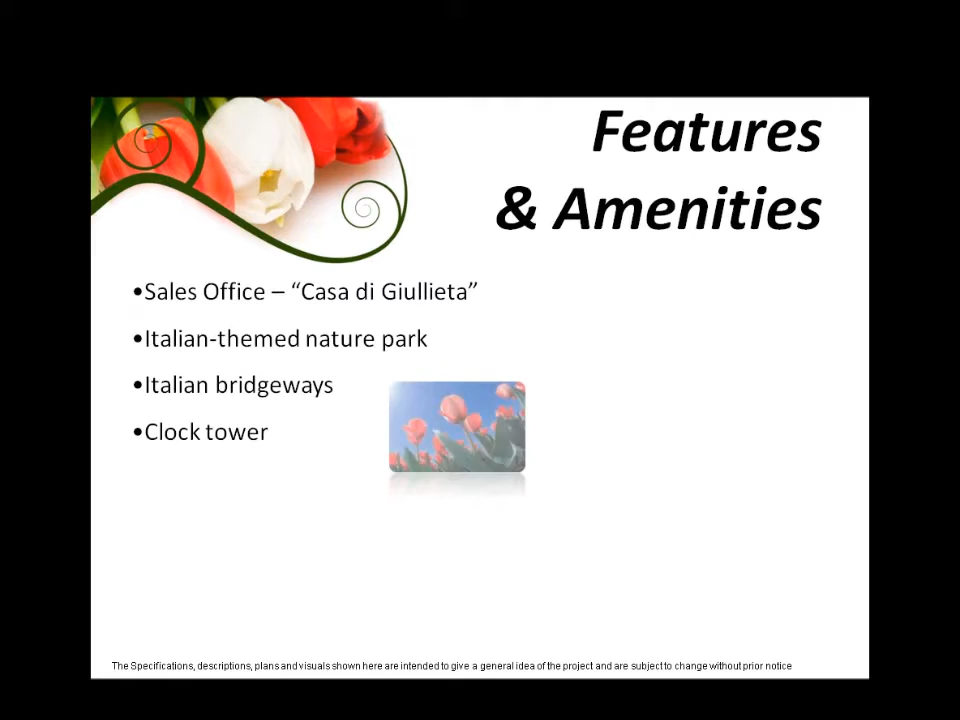 Features
& Amenities
•Sales Office – “Casa di Giullieta”
•Italian-themed nature park
•Italian bridgeways
•Clock tower
The Specifications, descriptions, plans and visuals shown here are intended to give a general idea of the project and are subject to change without prior notice